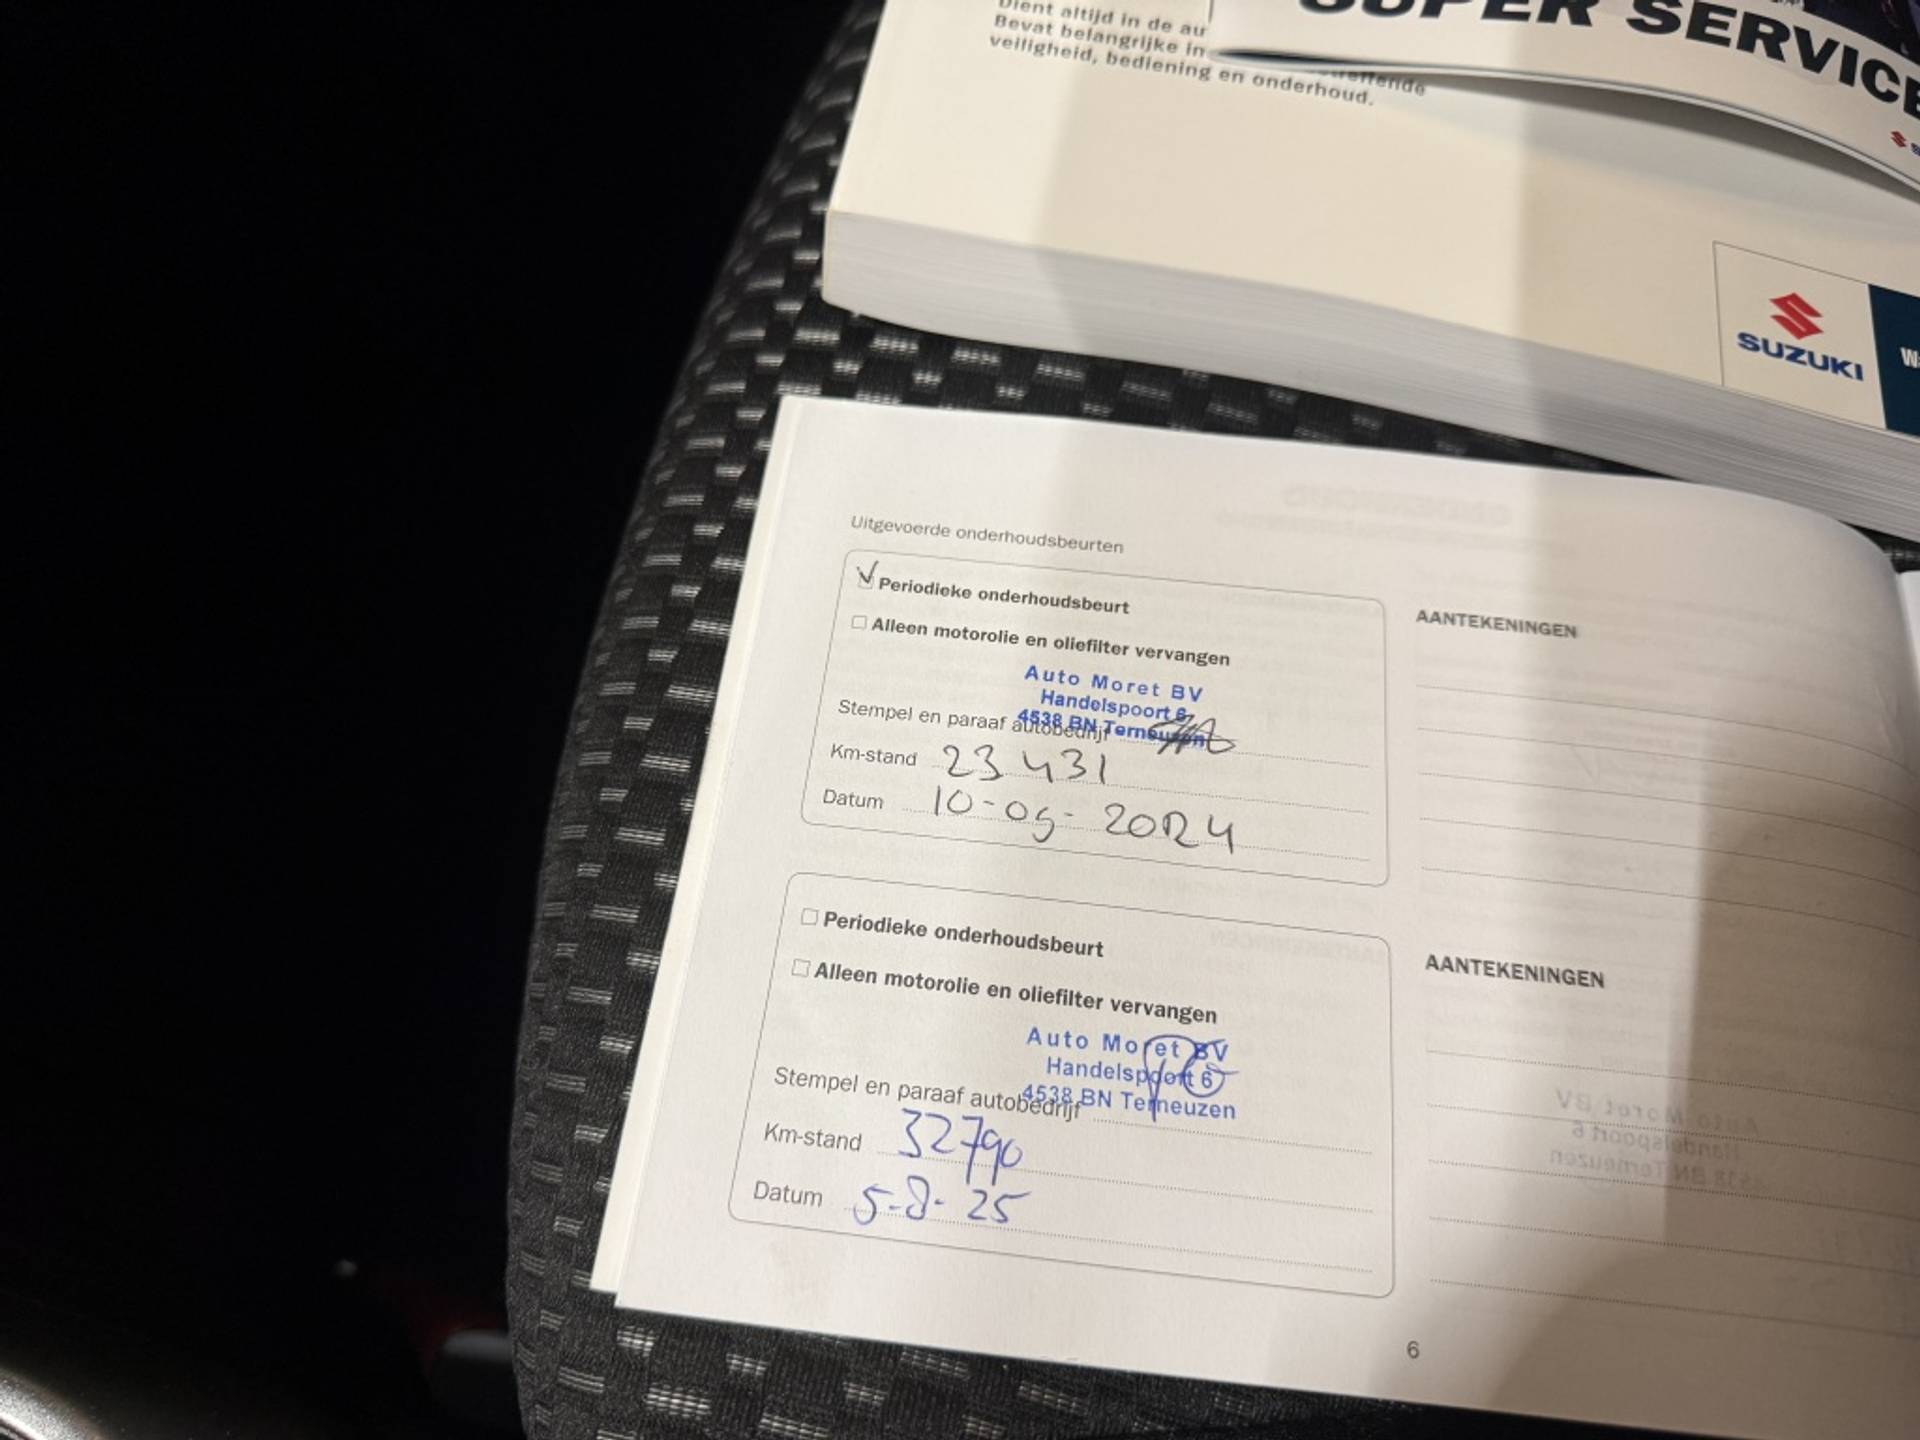 Dient altijd in de au
Bevat belangrijke in
veiligheid, bediening en onderhoud.
SUPER SERVICE
SUZUKI
Uitgevoerde onderhoudsbeurten
Periodieke onderhoudsbeurt
Alleen motorolie en oliefilter vervangen
Auto Moret BV
Handelspoort 6
4538 BN Terneuzen
Stempel en paraaf autobedrijf
Km-stand 23 431
Datum 10-09-2024
AANTEKENINGEN
Periodieke onderhoudsbeurt
Alleen motorolie en oliefilter vervangen
Auto Moret BV
Handelspoort 6
4538 BN Terneuzen
Stempel en paraaf autobedrijf
Km-stand 32790
Datum 5-8-25
AANTEKENINGEN
6